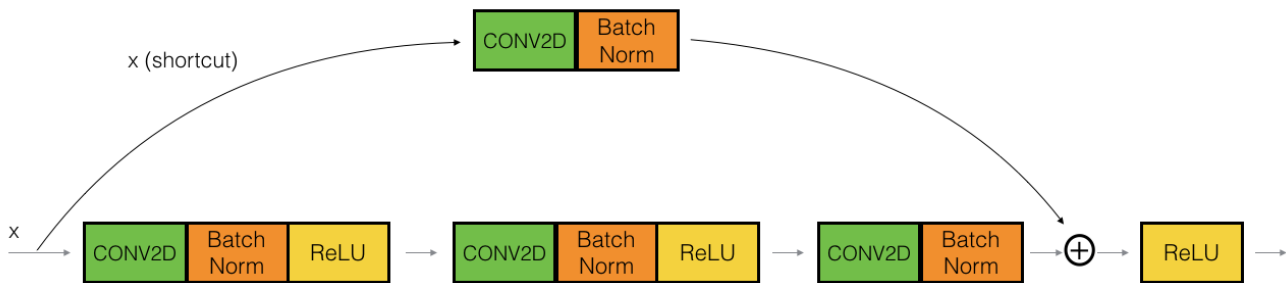 x (shortcut)
CONV2D
Batch
Norm
x
CONV2D
Batch
Norm
ReLU
CONV2D
Batch
Norm
ReLU
CONV2D
Batch
Norm
ReLU